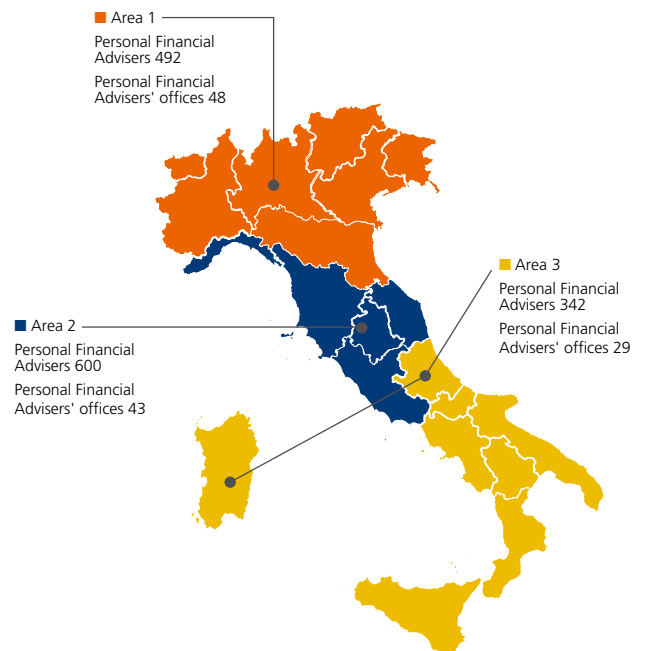 Area 1
Personal Financial
Advisers 492
Personal Financial
Advisers' offices 48
Area 3
Personal Financial
Advisers 342
Personal Financial
Advisers' offices 29
Area 2
Personal Financial
Advisers 600
Personal Financial
Advisers' offices 43